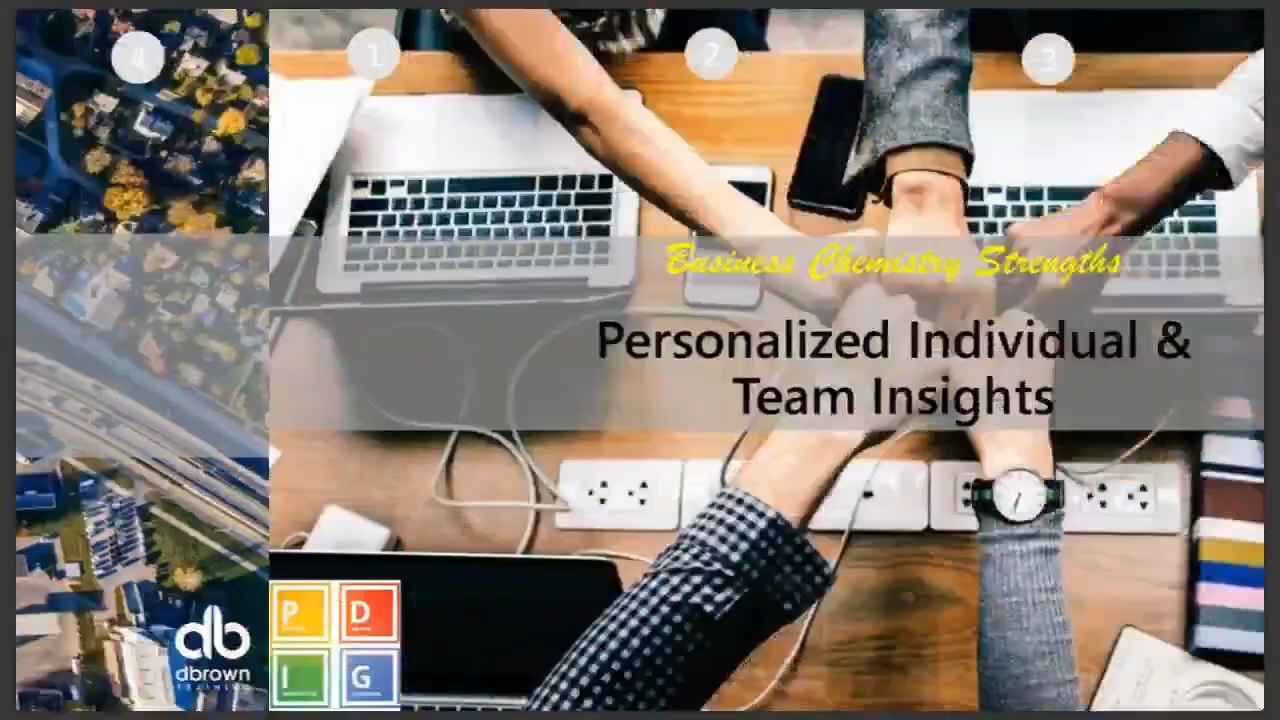 4
1
2
3
Business Chemistry Strengths
Personalized Individual &
Team Insights
P
D
I
G
db
dbrown